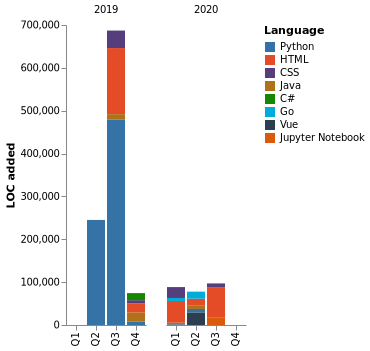 2019 2020
Language
Python
HTML
CSS
Java
C#
Go
Vue
Jupyter Notebook
LOC added
700,000
600,000
500,000
400,000
300,000
200,000
100,000
0
Q1 Q2 Q3 Q4 Q1 Q2 Q3 Q4